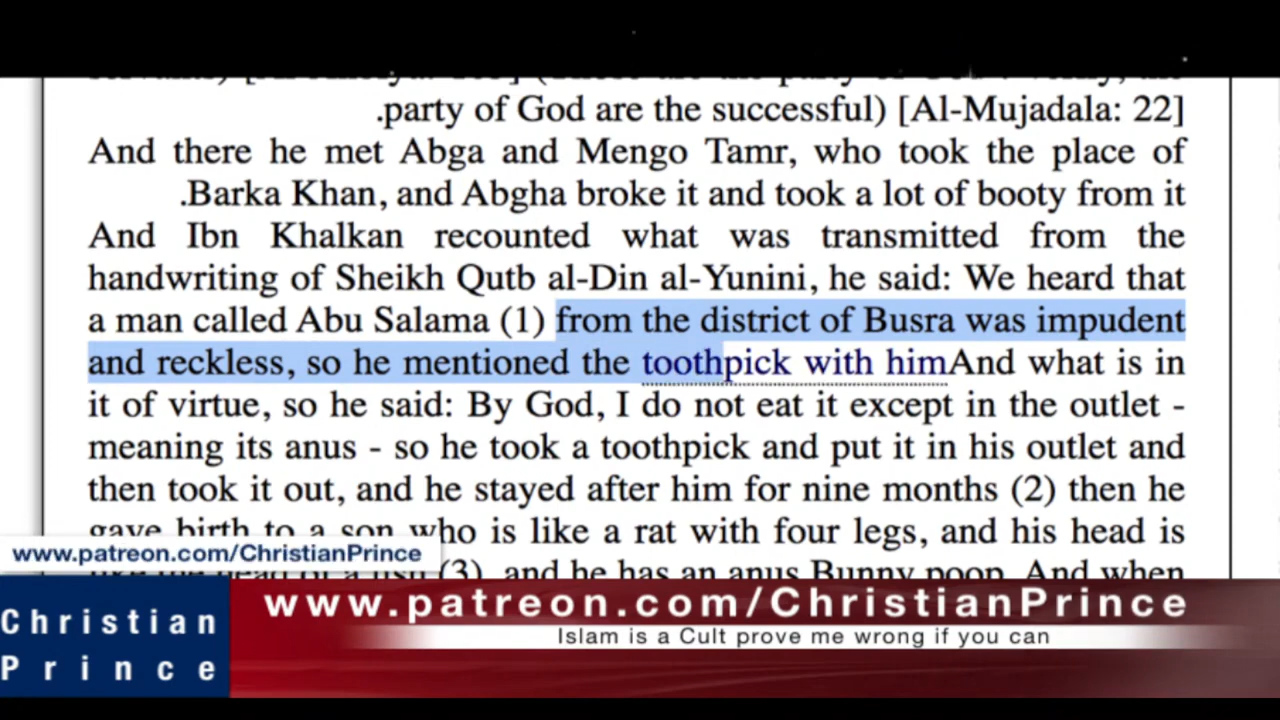 party of God are the successful) [Al-Mujadala: 22].
And there he met Abga and Mengo Tamr, who took the place of
.Barka Khan, and Abgha broke it and took a lot of booty from it
And Ibn Khalkan recounted what was transmitted from the
handwriting of Sheikh Qutb al-Din al-Yunini, he said: We heard that
a man called Abu Salama (1) from the district of Busra was impudent
and reckless, so he mentioned the toothpick with himAnd what is in
it of virtue, so he said: By God, I do not eat it except in the outlet -
meaning its anus - so he took a toothpick and put it in his outlet and
then took it out, and he stayed after him for nine months (2) then he
gave birth to a son who is like a rat with four legs, and his head is
like the head of a fish (3), and he has an anus Bunny poop. And when
www.patreon.com/ChristianPrince
Christian
Prince
www.patreon.com/ChristianPrince
Islam is a Cult prove me wrong if you can